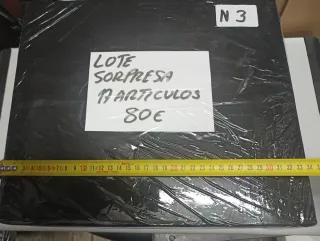 N 3
LOTE
SORPRESA
17 ARTICULOS
80€